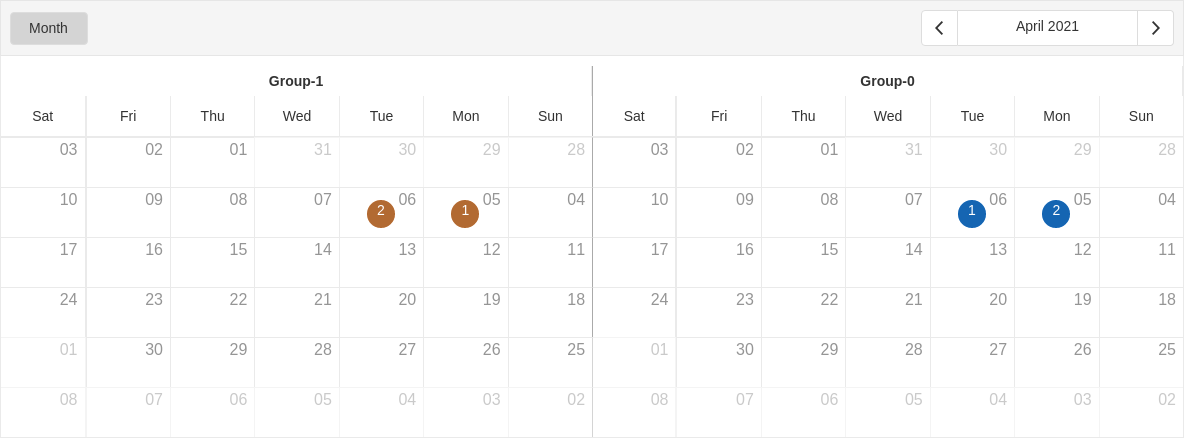 Month
April 2021
Group-1 Group-0
Sat Fri Thu Wed Tue Mon Sun Sat Fri Thu Wed Tue Mon Sun
03 02 01 31 30 29 28 03 02 01 31 30 29 28
10 09 08 07 2 06 1 05 04 10 09 08 07 1 06 2 05 04
17 16 15 14 13 12 11 17 16 15 14 13 12 11
24 23 22 21 20 19 18 24 23 22 21 20 19 18
01 30 29 28 27 26 25 01 30 29 28 27 26 25
08 07 06 05 04 03 02 08 07 06 05 04 03 02